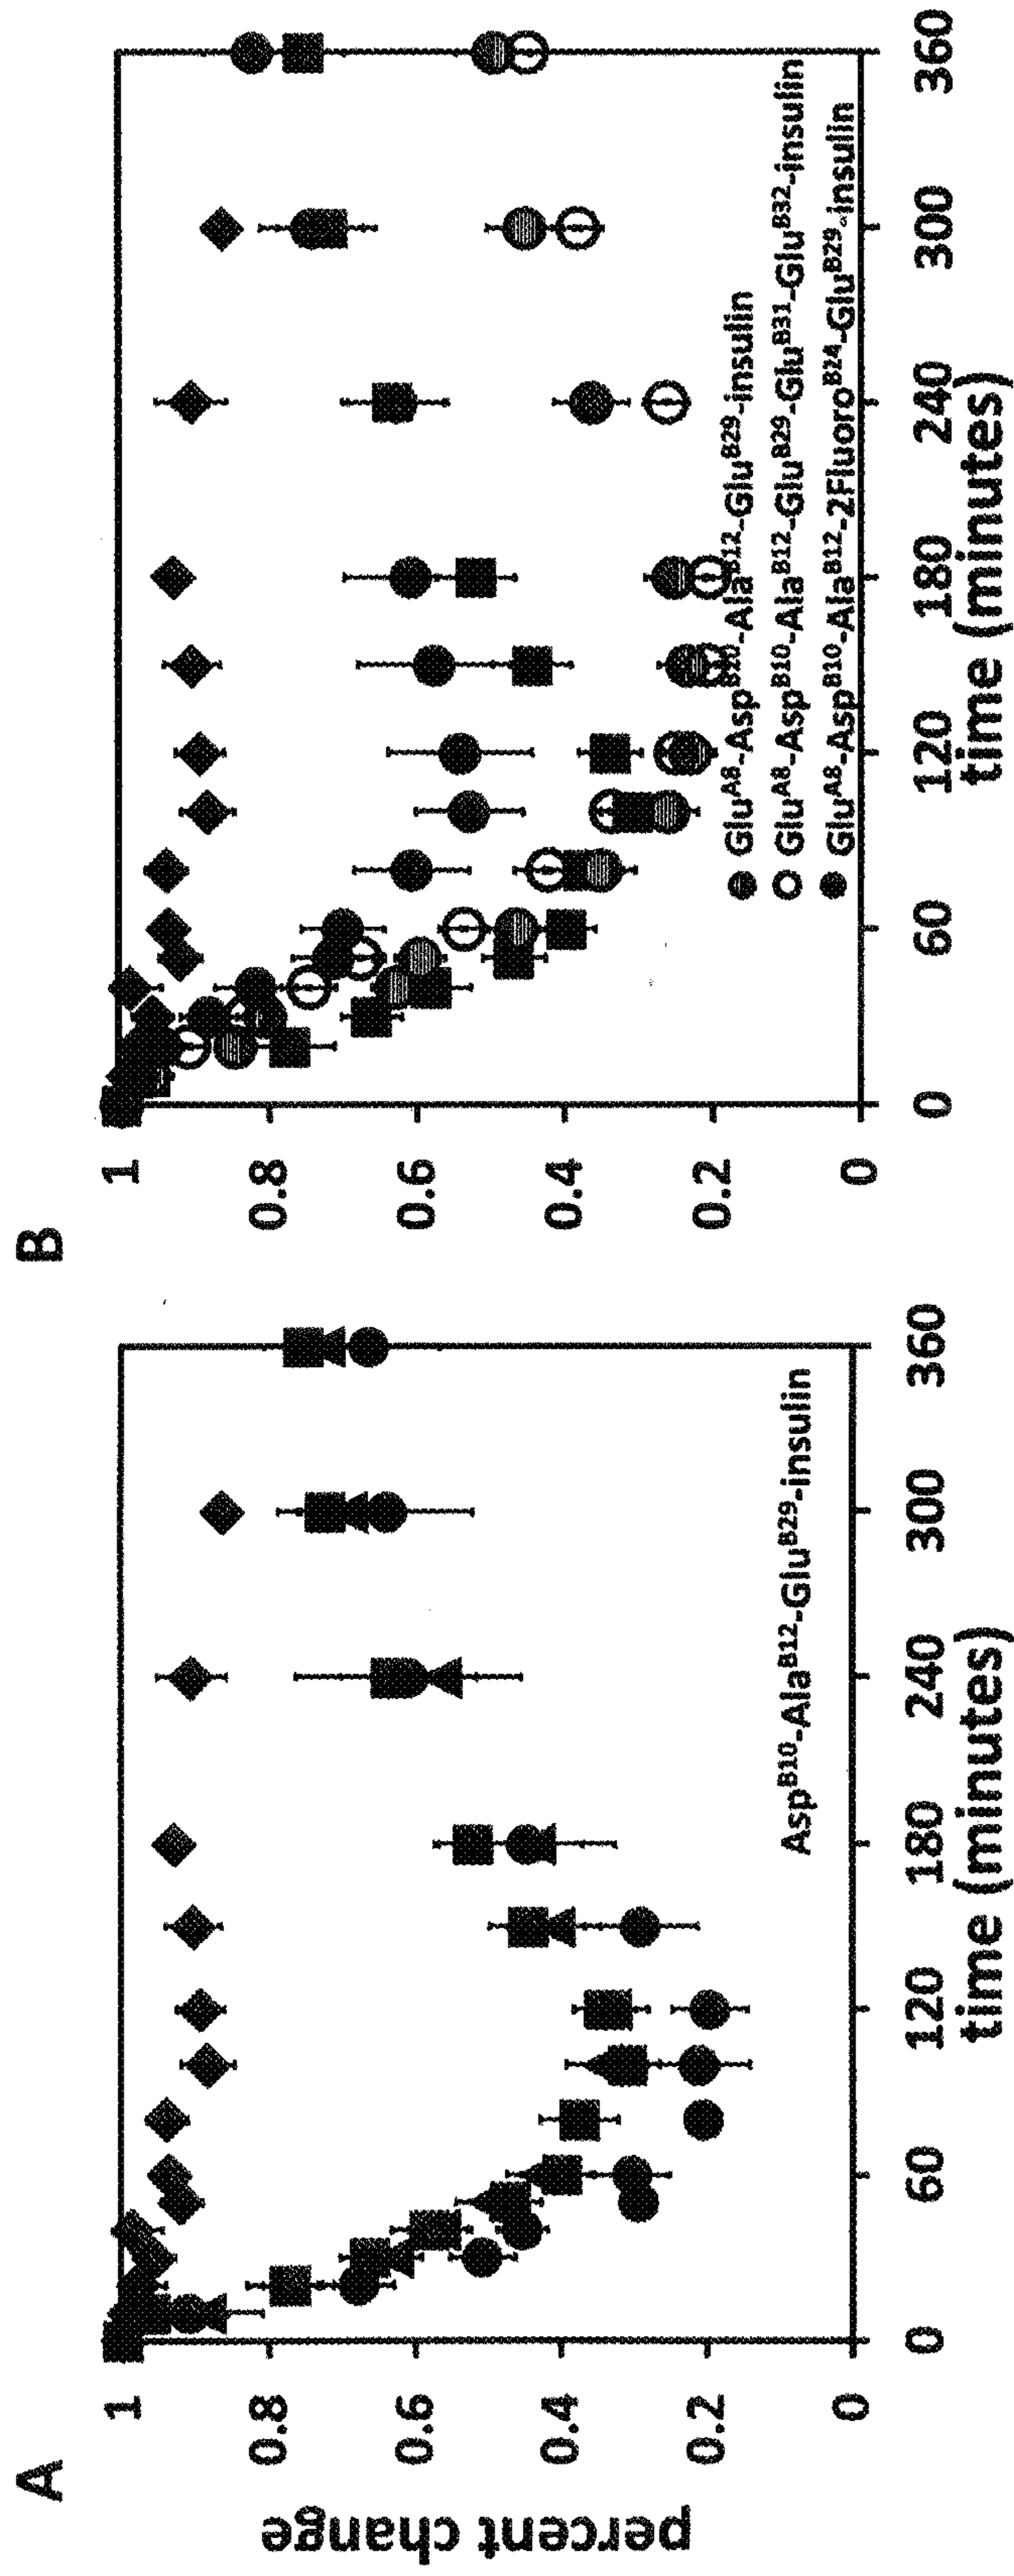 A
percent change
1
0.8
0.6
0.4
0.2
0
0 60 120 180 240 300 360
time (minutes)
Asp^B10-Ala^B12-Glu^B29-insulin
B
1
0.8
0.6
0.4
0.2
0
0 60 120 180 240 300 360
time (minutes)
Glu^A8-Asp^B10-Ala^B12-Glu^B29-insulin
Glu^A8-Asp^B10-Ala^B12-Glu^B29-Glu^B31-Glu^B32-insulin
Glu^A8-Asp^B10-Ala^B12-2Fluoro^B24-Glu^B29-insulin